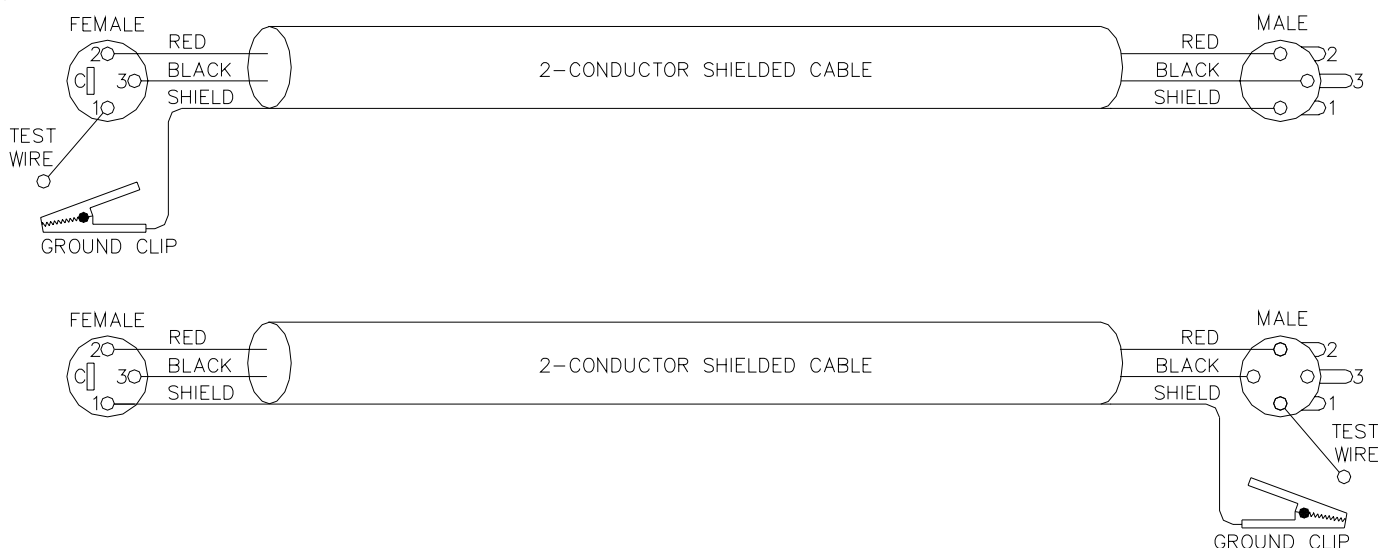 FEMALE
MALE
2 RED
RED 2
C 3 BLACK
2-CONDUCTOR SHIELDED CABLE
BLACK 3
1 SHIELD
SHIELD 1
TEST
WIRE
GROUND CLIP
FEMALE
MALE
2 RED
RED 2
C 3 BLACK
2-CONDUCTOR SHIELDED CABLE
BLACK 3
1 SHIELD
SHIELD 1
TEST
WIRE
GROUND CLIP